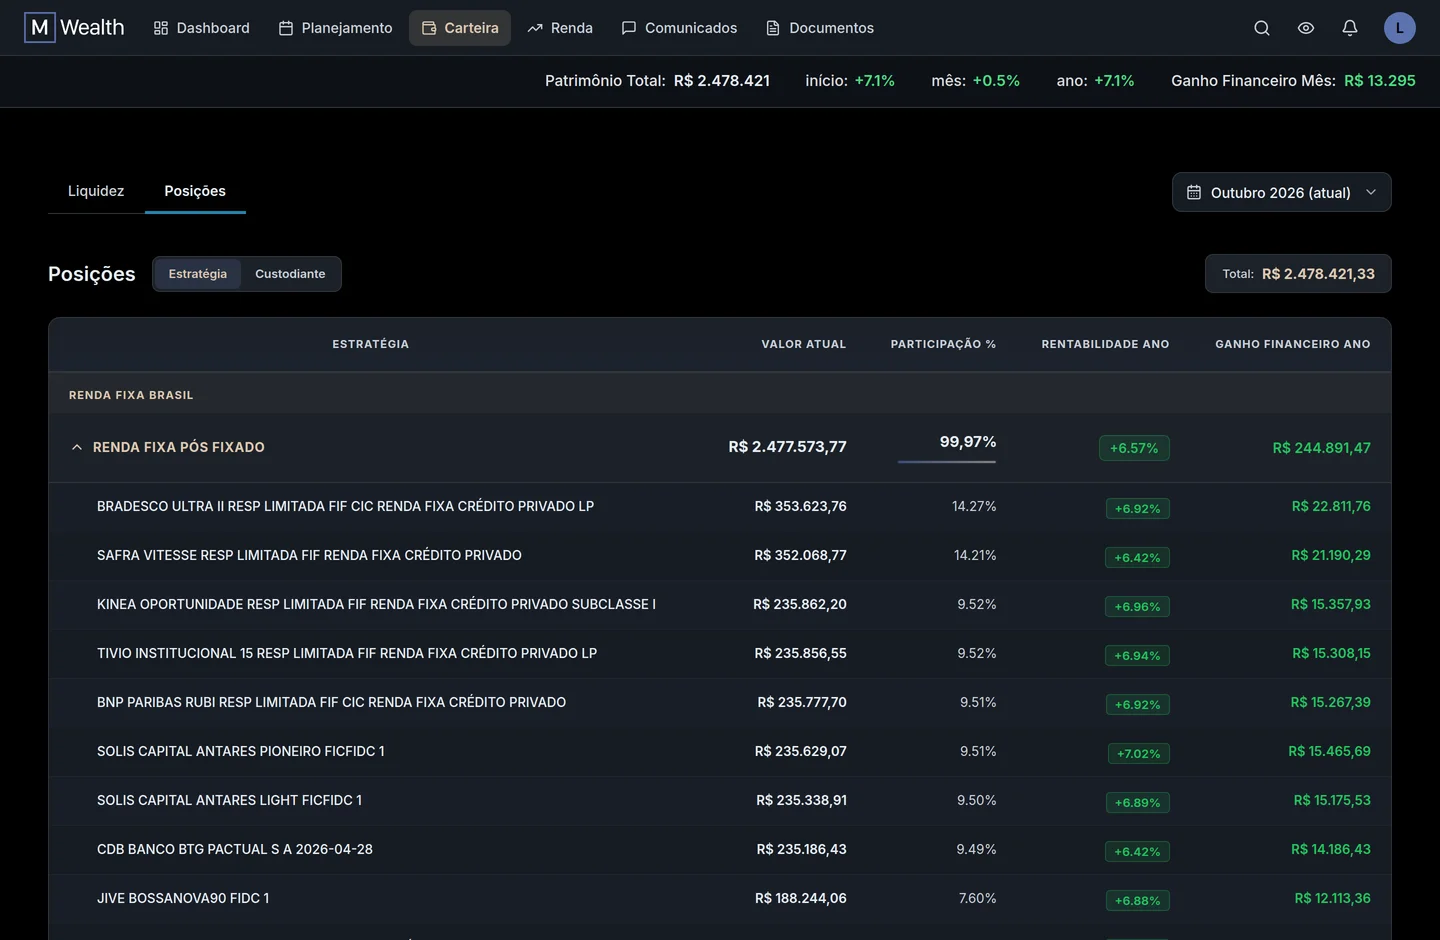 M Wealth Dashboard Planejamento Carteira Renda Comunicados Documentos L
Patrimônio Total: R$ 2.478.421 início: +7.1% mês: +0.5% ano: +7.1% Ganho Financeiro Mês: R$ 13.295
Liquidez Posições Outubro 2026 (atual)
Posições Estratégia Custodiante Total: R$ 2.478.421,33
ESTRATÉGIA VALOR ATUAL PARTICIPAÇÃO % RENTABILIDADE ANO GANHO FINANCEIRO ANO
RENDA FIXA BRASIL
RENDA FIXA PÓS FIXADO R$ 2.477.573,77 99,97% +6.57% R$ 244.891,47
BRADESCO ULTRA II RESP LIMITADA FIF CIC RENDA FIXA CRÉDITO PRIVADO LP R$ 353.623,76 14.27% +6.92% R$ 22.811,76
SAFRA VITESSE RESP LIMITADA FIF RENDA FIXA CRÉDITO PRIVADO R$ 352.068,77 14.21% +6.42% R$ 21.190,29
KINEA OPORTUNIDADE RESP LIMITADA FIF RENDA FIXA CRÉDITO PRIVADO SUBCLASSE I R$ 235.862,20 9.52% +6.96% R$ 15.357,93
TIVIO INSTITUCIONAL 15 RESP LIMITADA FIF RENDA FIXA CRÉDITO PRIVADO LP R$ 235.856,55 9.52% +6.94% R$ 15.308,15
BNP PARIBAS RUBI RESP LIMITADA FIF CIC RENDA FIXA CRÉDITO PRIVADO R$ 235.777,70 9.51% +6.92% R$ 15.267,39
SOLIS CAPITAL ANTARES PIONEIRO FICFIDC 1 R$ 235.629,07 9.51% +7.02% R$ 15.465,69
SOLIS CAPITAL ANTARES LIGHT FICFIDC 1 R$ 235.338,91 9.50% +6.89% R$ 15.175,53
CDB BANCO BTG PACTUAL S A 2026-04-28 R$ 235.186,43 9.49% +6.42% R$ 14.186,43
JIVE BOSSANOVA90 FIDC 1 R$ 188.244,06 7.60% +6.88% R$ 12.113,36